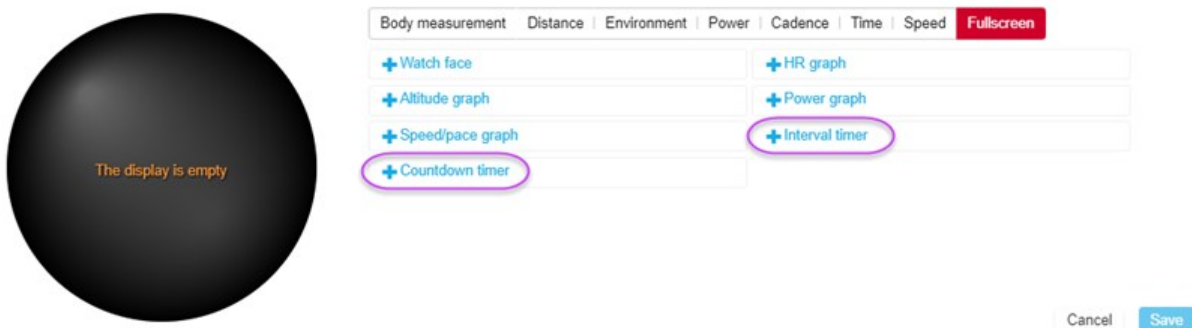 Body measurement Distance Environment Power Cadence Time Speed Fullscreen
Watch face
HR graph
Altitude graph
Power graph
Speed/pace graph
Interval timer
Countdown timer
The display is empty
Cancel Save